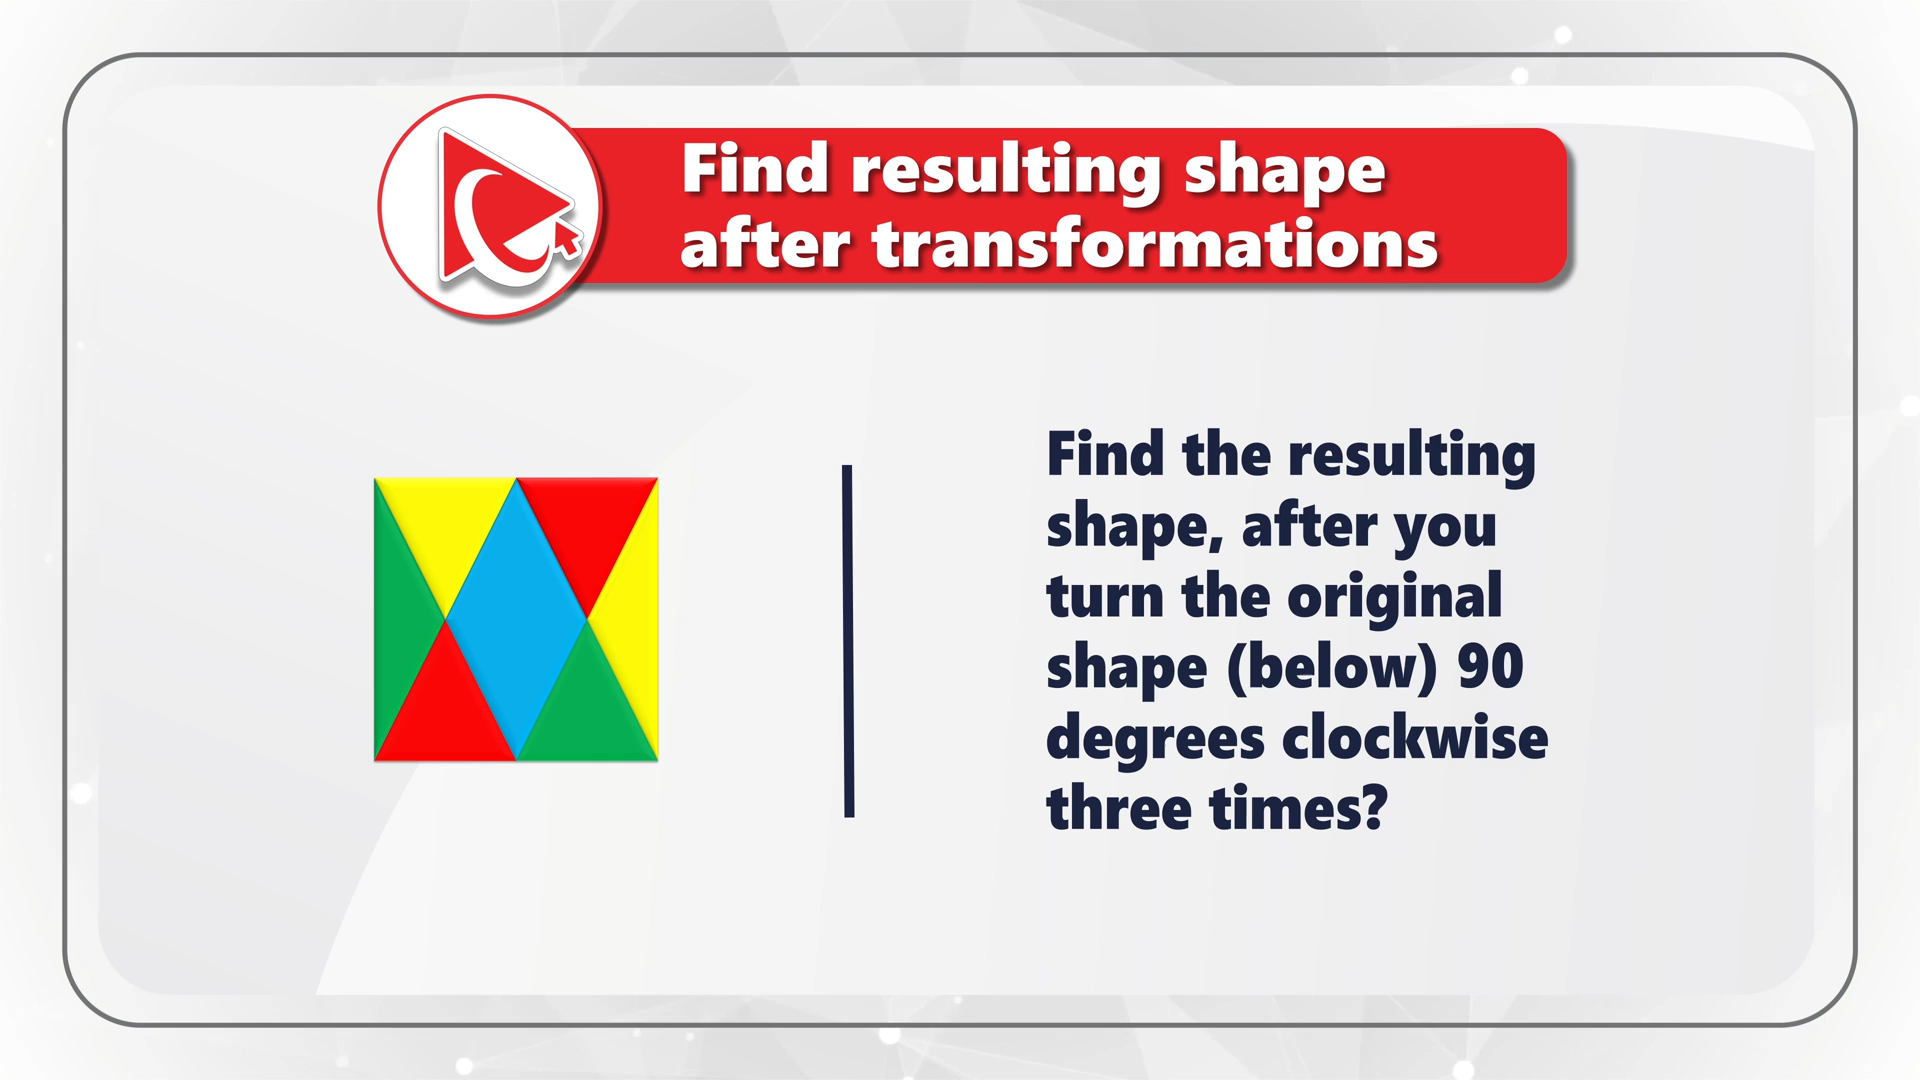 Find resulting shape
after transformations
Find the resulting
shape, after you
turn the original
shape (below) 90
degrees clockwise
three times?